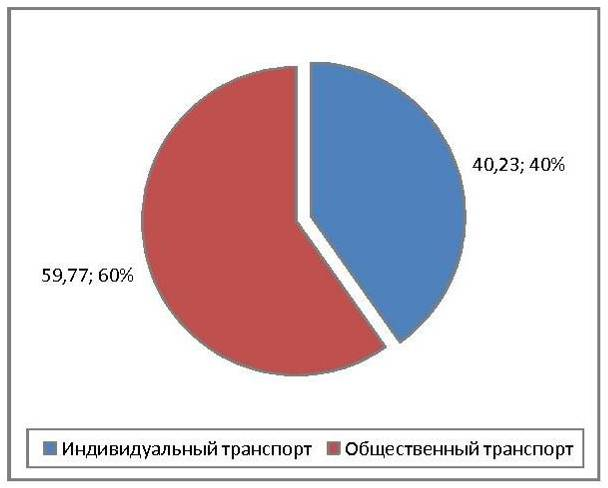 40,23; 40%
59,77; 60%
Индивидуальный транспорт
Общественный транспорт